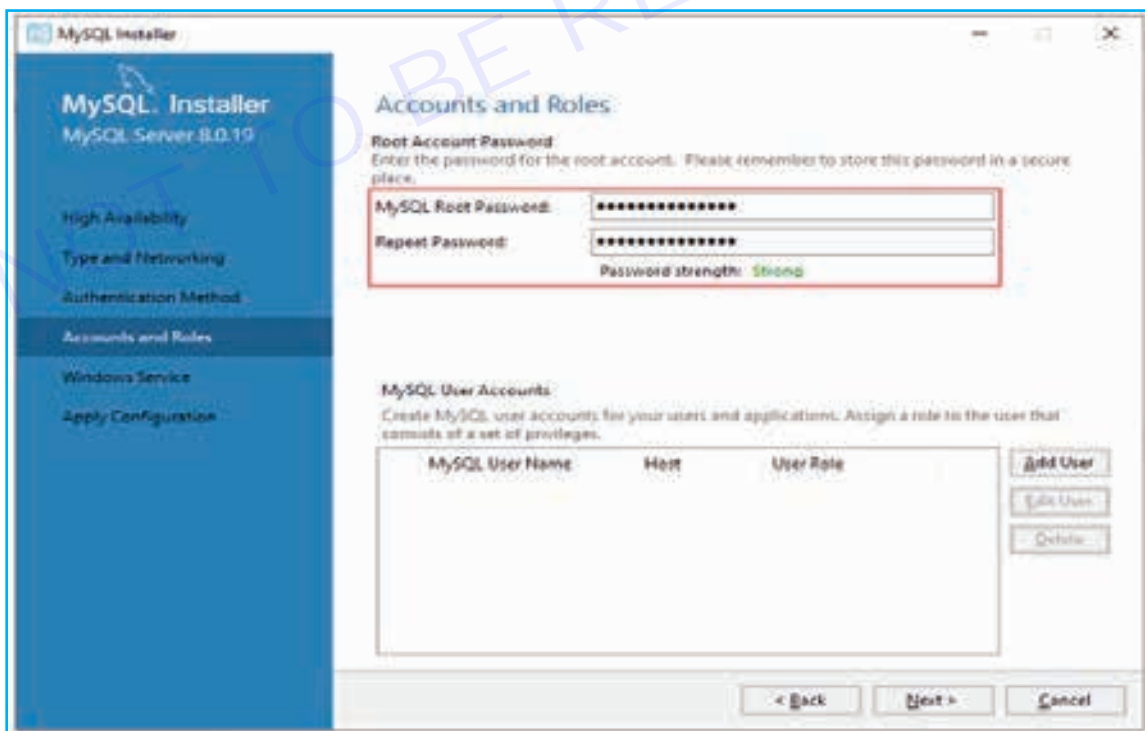 MySQL Installer
MySQL. Installer
MySQL Server 8.0.19
High Availability
Type and Networking
Authentication Method
Accounts and Roles
Windows Service
Apply Configuration
Accounts and Roles
Root Account Password
Enter the password for the root account. Please remember to store this password in a secure
place.
MySQL Root Password:
Repeat Password:
Password strength: Strong
MySQL User Accounts
Create MySQL user accounts for your users and applications. Assign a role to the user that
consists of a set of privileges.
MySQL User Name Host User Role
Add User
Edit User
Delete
< Back Next > Cancel
NOT TO BE RE